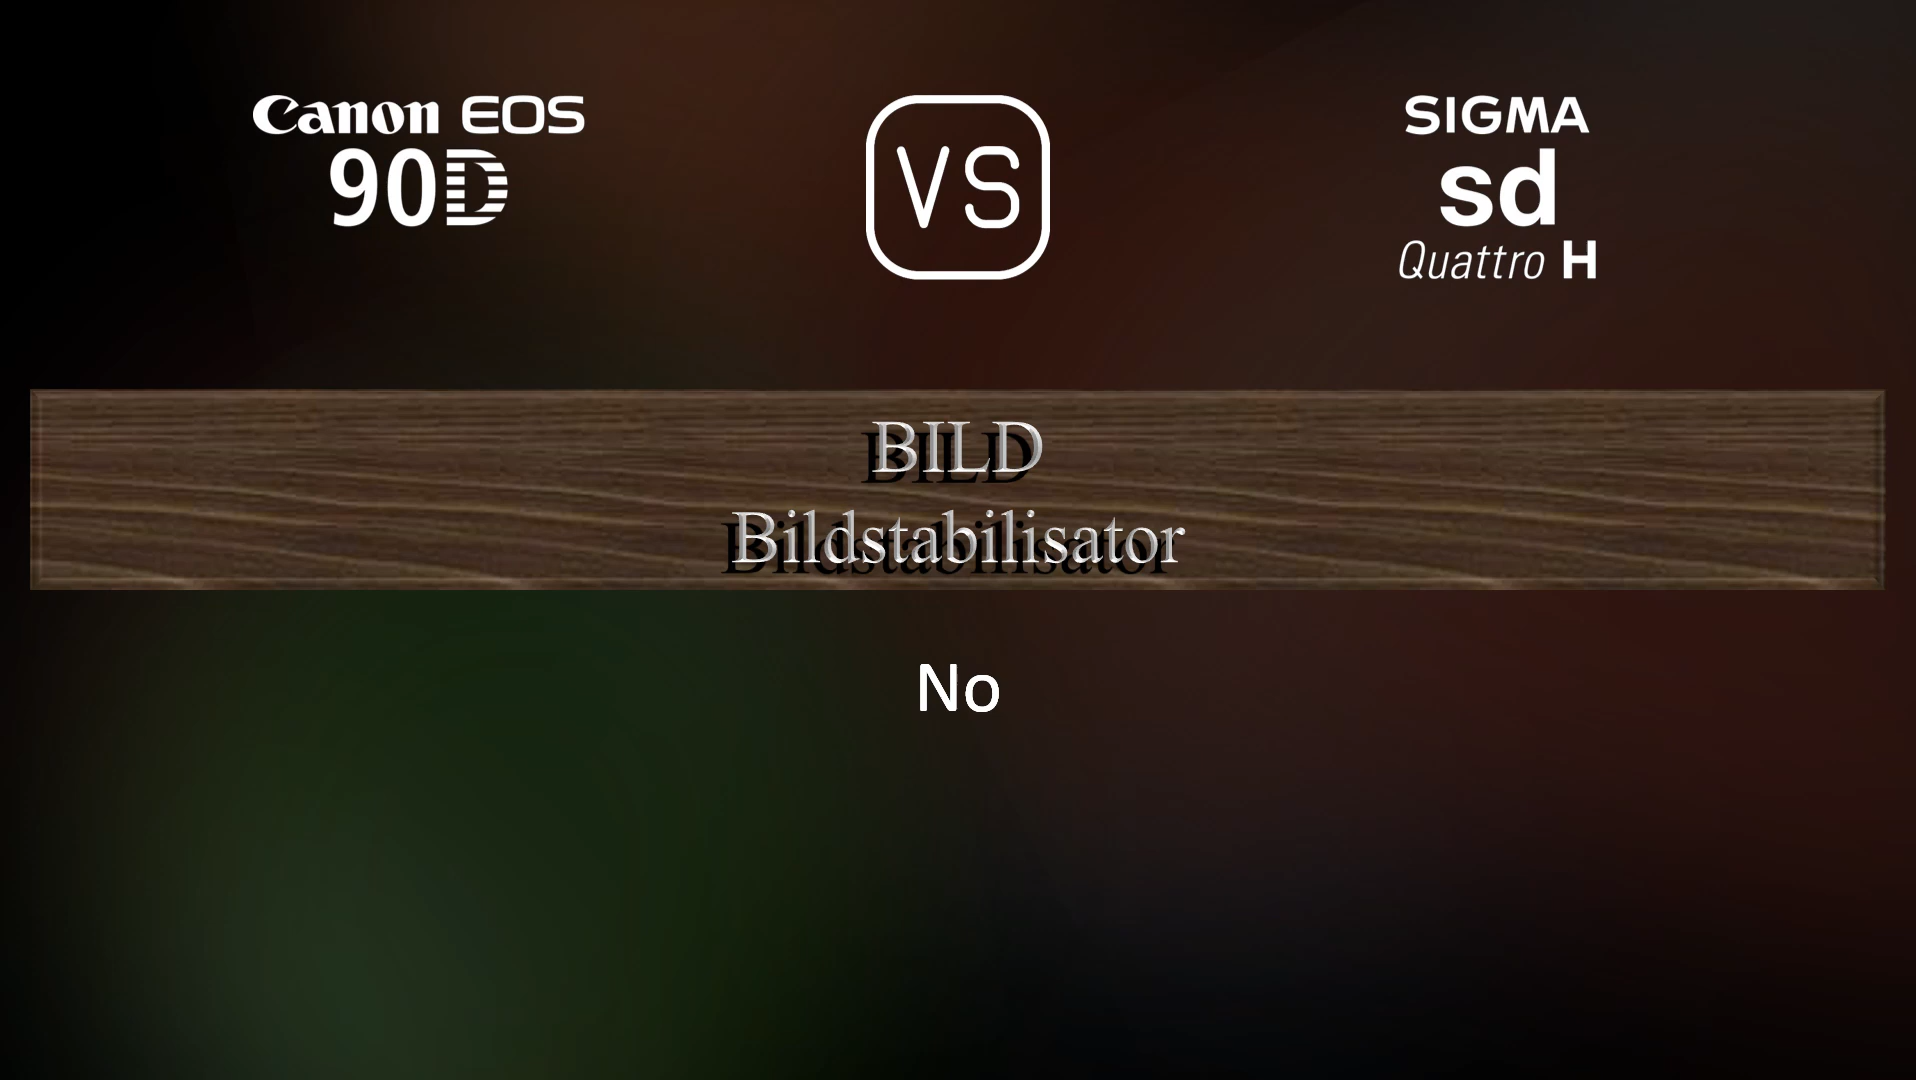 Canon EOS
90D
VS
SIGMA
sd
Quattro H
BILD
Bildstabilisator
No